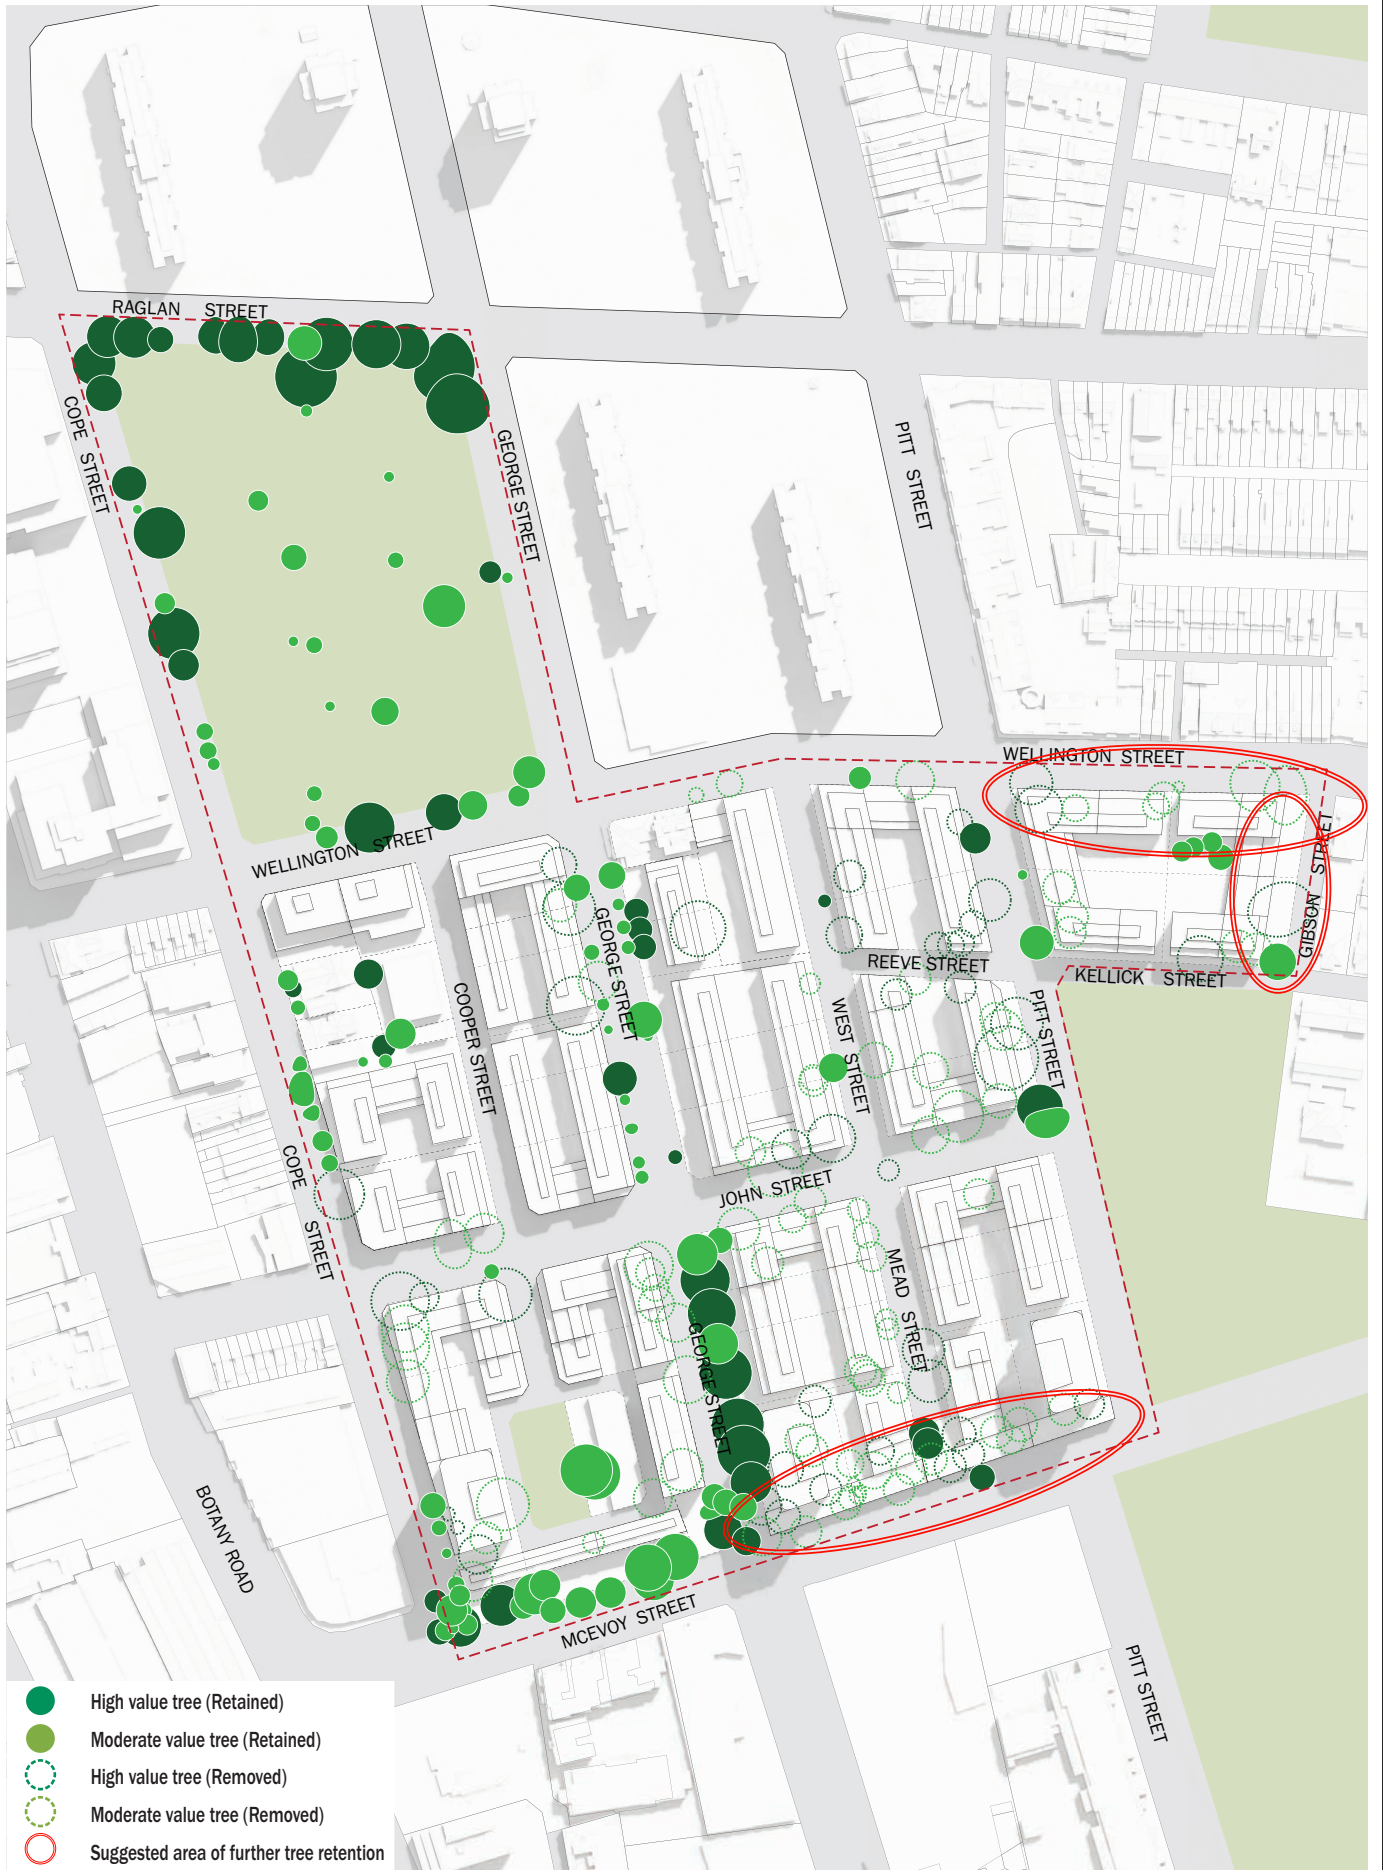 RAGLAN STREET
COPE STREET
GEORGE STREET
PITT STREET
WELLINGTON STREET
WELLINGTON STREET
GIBSON STREET
GEORGE STREET
REEVE STREET
KELLICK STREET
COOPER STREET
WEST STREET
PITT STREET
COPE STREET
JOHN STREET
MEAD STREET
GEORGE STREET
BOTANY ROAD
MCEVOY STREET
PITT STREET
High value tree (Retained)
Moderate value tree (Retained)
High value tree (Removed)
Moderate value tree (Removed)
Suggested area of further tree retention